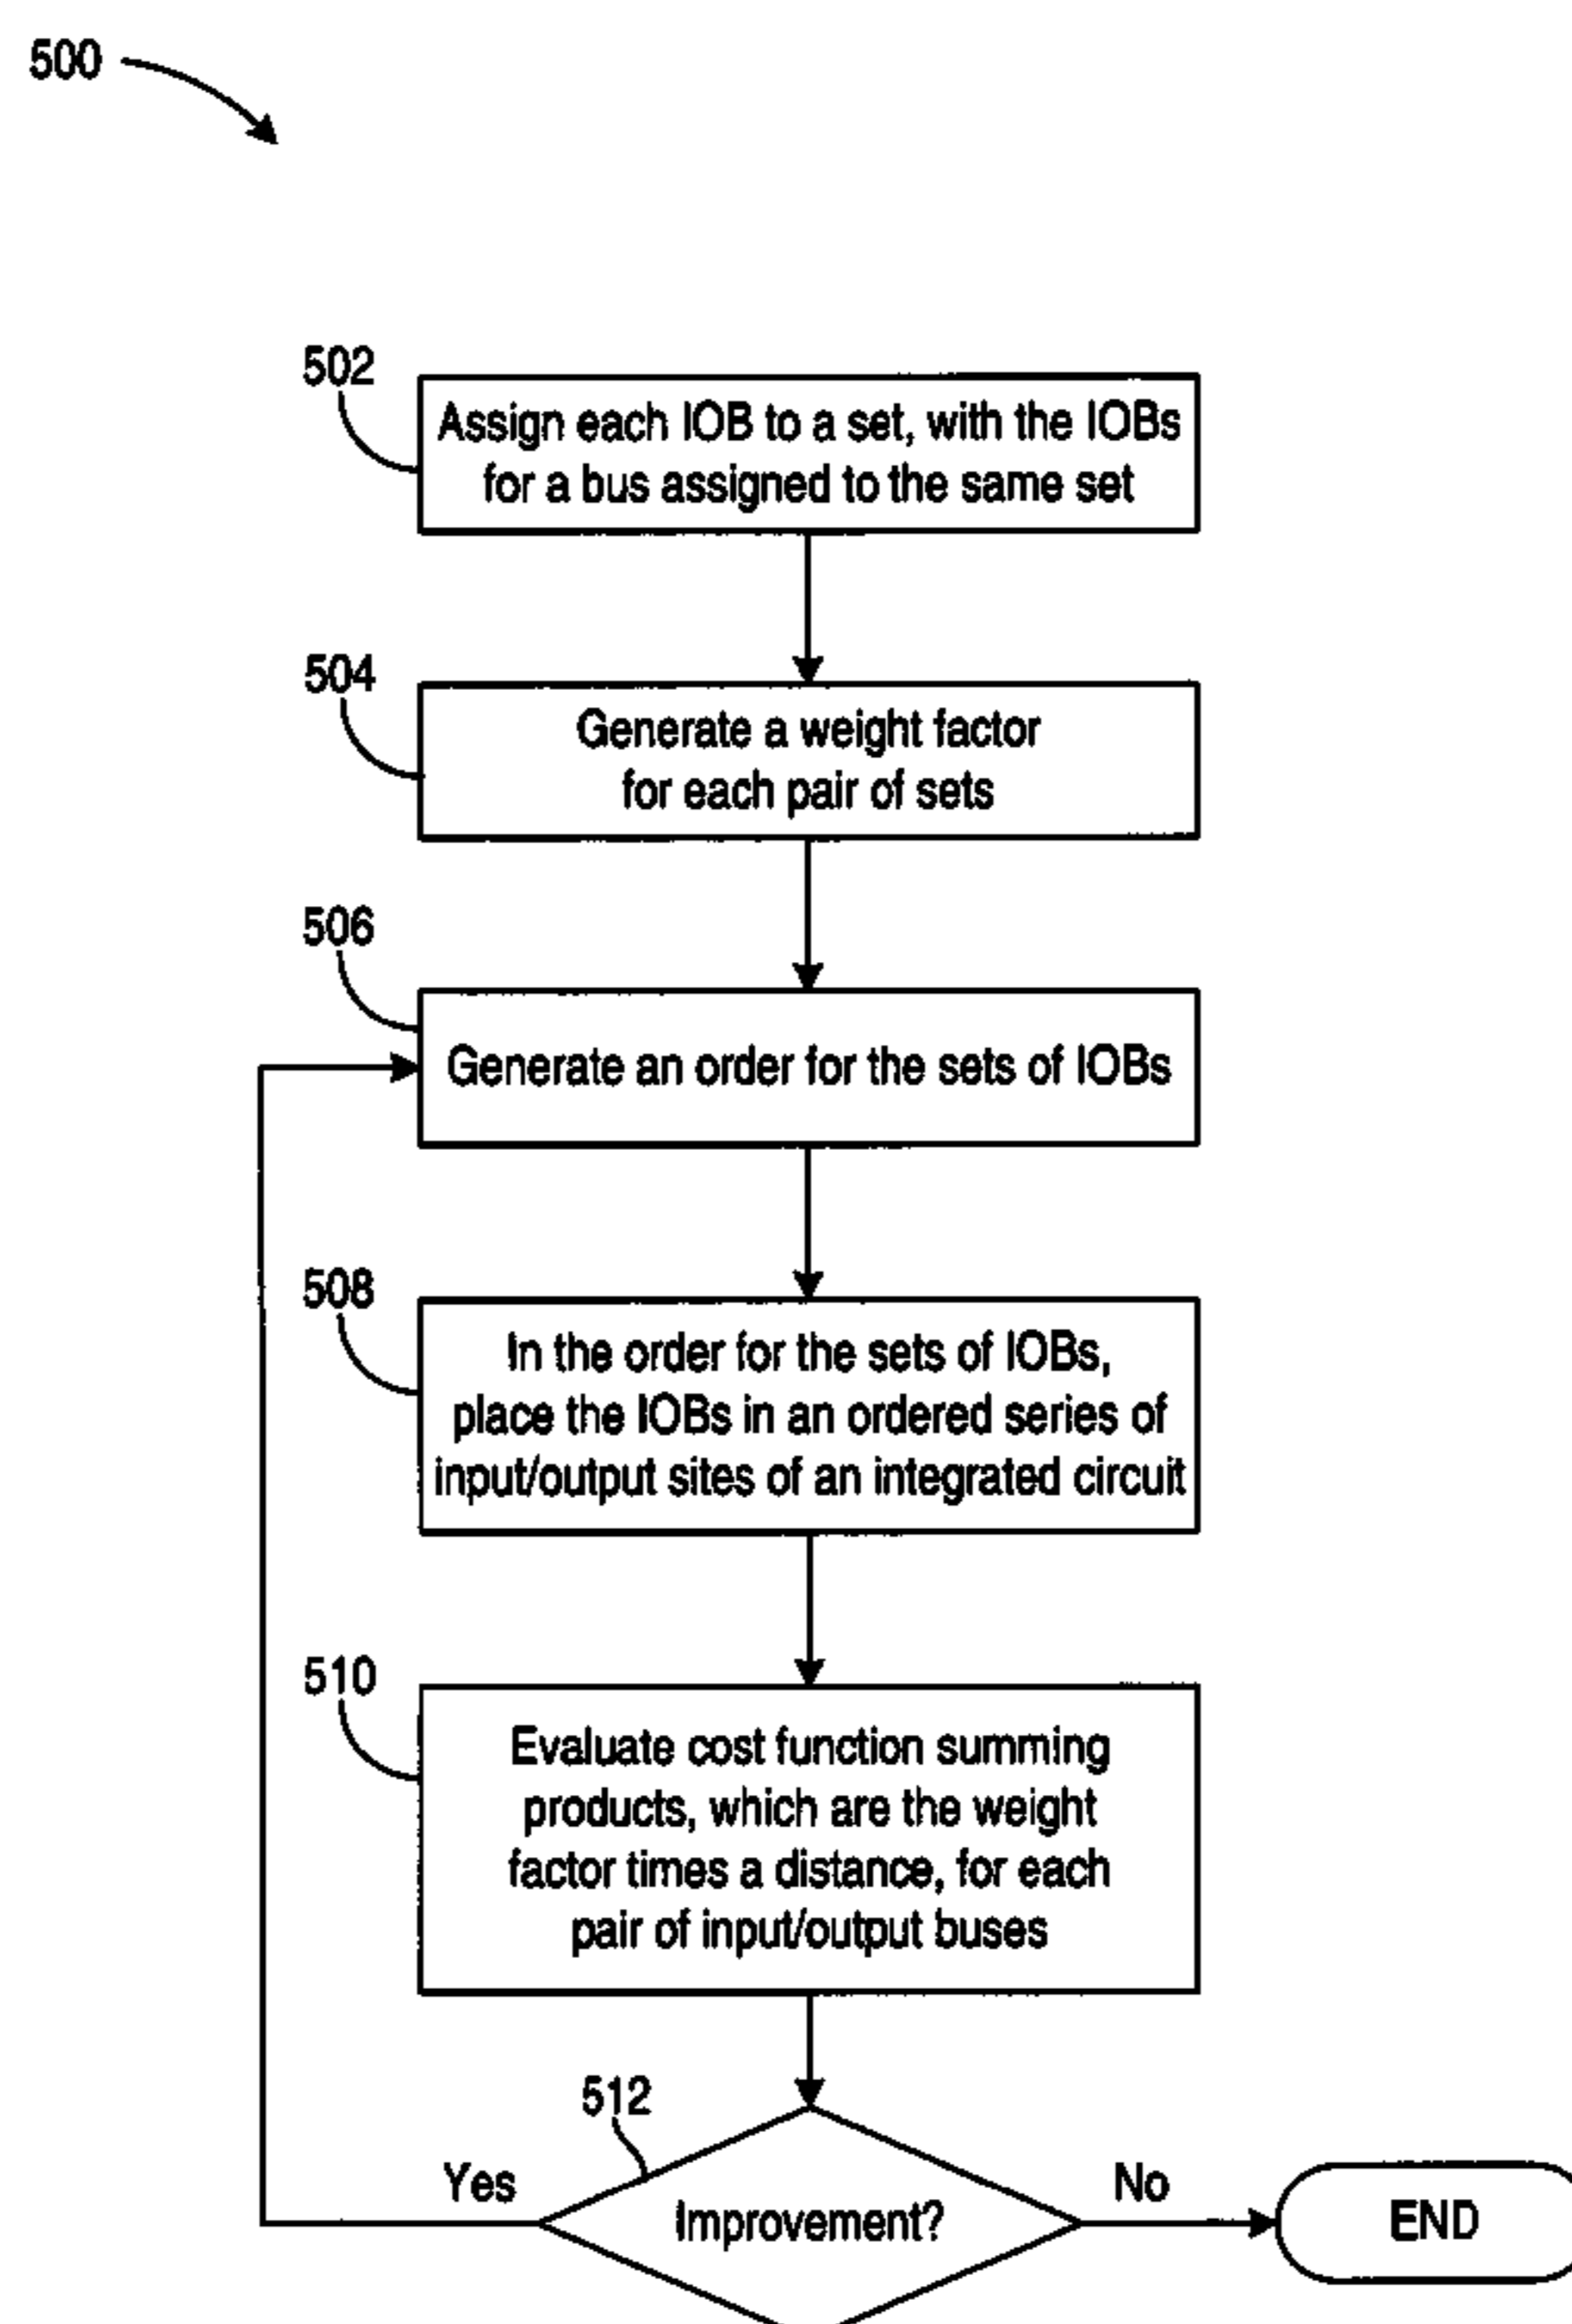 500
502
Assign each IOB to a set, with the IOBs
for a bus assigned to the same set
504
Generate a weight factor
for each pair of sets
506
Generate an order for the sets of IOBs
508
In the order for the sets of IOBs,
place the IOBs in an ordered series of
input/output sites of an integrated circuit
510
Evaluate cost function summing
products, which are the weight
factor times a distance, for each
pair of input/output buses
512
Yes
Improvement?
No
END